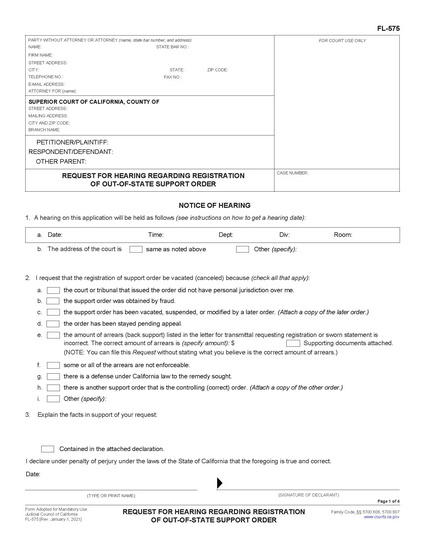 FL-575
PARTY WITHOUT ATTORNEY OR ATTORNEY (name, state bar number, and address)
NAME: STATE BAR NO.:
FIRM NAME:
STREET ADDRESS:
CITY: STATE: ZIP CODE:
TELEPHONE NO.: FAX NO.:
E-MAIL ADDRESS:
ATTORNEY FOR (name):
FOR COURT USE ONLY
SUPERIOR COURT OF CALIFORNIA, COUNTY OF
STREET ADDRESS:
MAILING ADDRESS:
CITY AND ZIP CODE:
BRANCH NAME:
PETITIONER/PLAINTIFF:
RESPONDENT/DEFENDANT:
OTHER PARENT:
REQUEST FOR HEARING REGARDING REGISTRATION
OF OUT-OF-STATE SUPPORT ORDER
CASE NUMBER:
NOTICE OF HEARING
1. A hearing on this application will be held as follows (see instructions on how to get a hearing date):
a. Date: Time: Dept: Div: Room:
b. The address of the court is same as noted above Other (specify):
2. I request that the registration of support order be vacated (canceled) because (check all that apply):
a. the court or tribunal that issued the order did not have personal jurisdiction over me.
b. the support order was obtained by fraud.
c. the support order has been vacated, suspended, or modified by a later order. (Attach a copy of the later order.)
d. the order has been stayed pending appeal.
e. the amount of arrears (back support) listed in the letter for transmittal requesting registration or sworn statement is
incorrect. The correct amount of arrears is (specify amount): $ Supporting documents attached.
(NOTE: You can file this Request without stating what you believe is the correct amount of arrears.)
f. some or all of the arrears are not enforceable.
g. there is a defense under California law to the remedy sought.
h. there is another support order that is the controlling (correct) order. (Attach a copy of the other order.)
i. Other (specify):
3. Explain the facts in support of your request:
Contained in the attached declaration.
I declare under penalty of perjury under the laws of the State of California that the foregoing is true and correct.
Date:
(TYPE OR PRINT NAME) (SIGNATURE OF DECLARANT)
Page 1 of 4
Form Adopted for Mandatory Use
Judicial Council of California
FL-575 [Rev. January 1, 2021]
REQUEST FOR HEARING REGARDING REGISTRATION
OF OUT-OF-STATE SUPPORT ORDER
Family Code, §§ 5700.605, 5700.607
www.courts.ca.gov